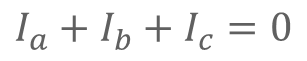 I_a + I_b + I_c = 0